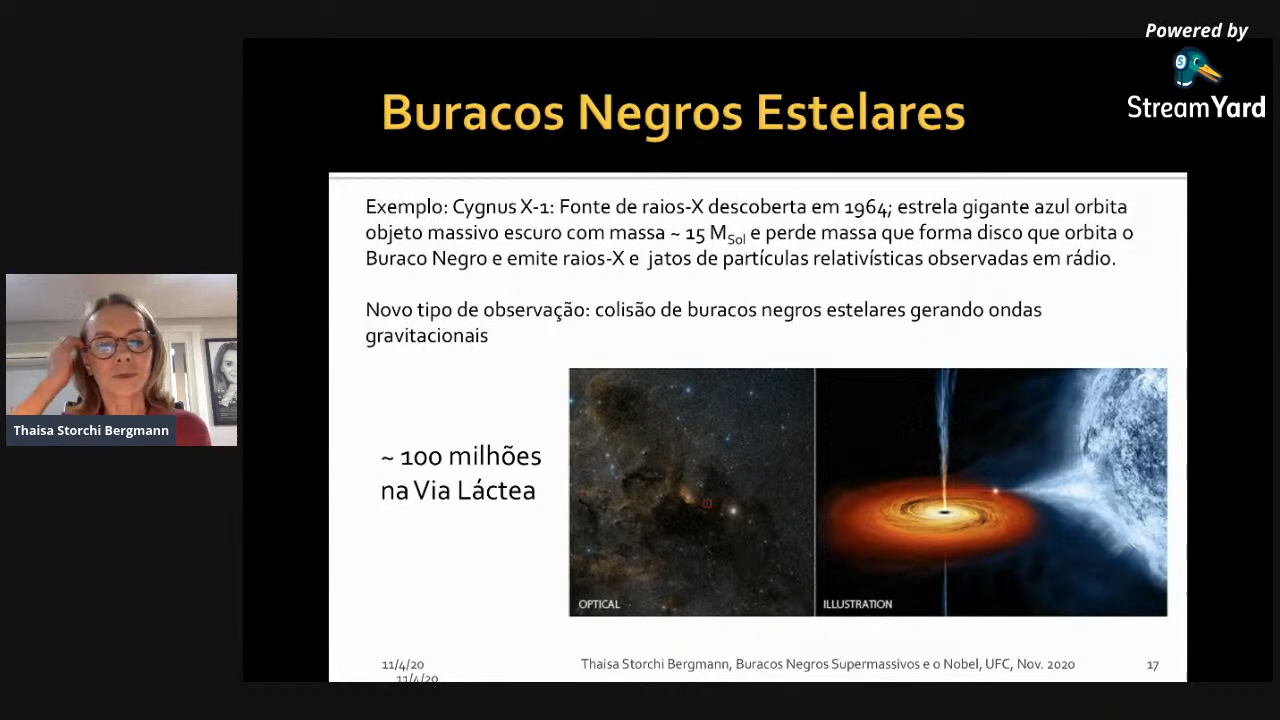 Powered by
StreamYard
Buracos Negros Estelares
Exemplo: Cygnus X-1: Fonte de raios-X descoberta em 1964; estrela gigante azul orbita
objeto massivo escuro com massa ~ 15 MSol e perde massa que forma disco que orbita o
Buraco Negro e emite raios-X e jatos de partículas relativísticas observadas em rádio.
Novo tipo de observação: colisão de buracos negros estelares gerando ondas
gravitacionais
~ 100 milhões
na Via Láctea
OPTICAL
ILLUSTRATION
Thaisa Storchi Bergmann
11/4/20
Thaisa Storchi Bergmann, Buracos Negros Supermassivos e o Nobel, UFC, Nov. 2020
17
11/4/20